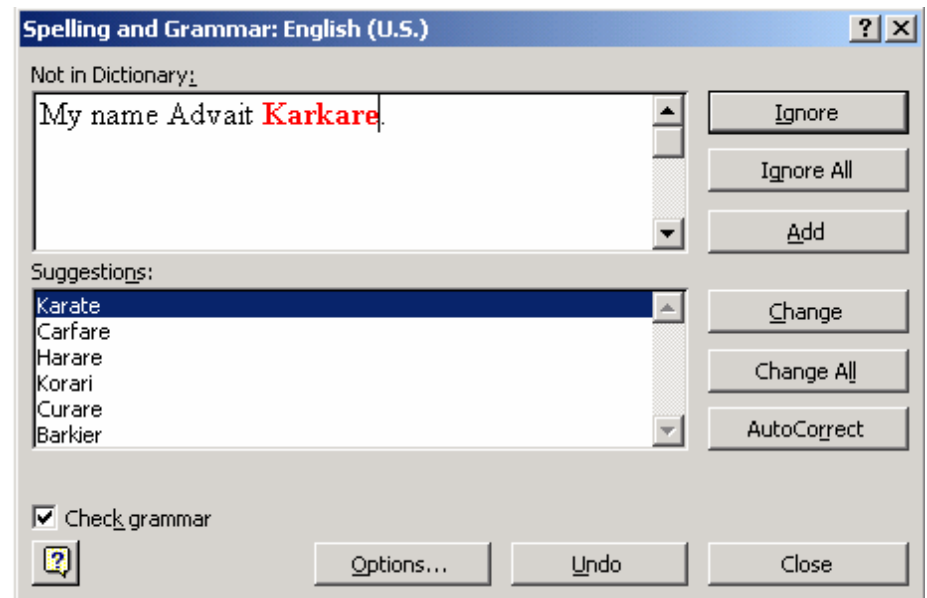 Spelling and Grammar: English (U.S.)
Not in Dictionary:
My name Advait Karkare.
Ignore
Ignore All
Add
Suggestions:
Karate
Carfare
Harare
Korari
Curare
Barkier
Change
Change All
AutoCorrect
Check grammar
Options...
Undo
Close